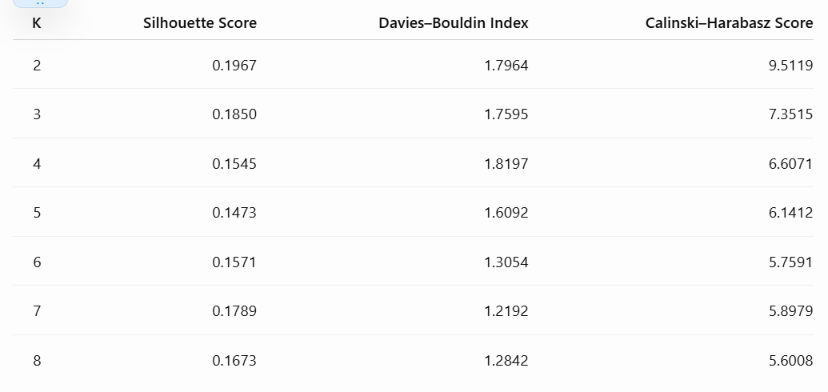 K Silhouette Score Davies–Bouldin Index Calinski–Harabasz Score
2 0.1967 1.7964 9.5119
3 0.1850 1.7595 7.3515
4 0.1545 1.8197 6.6071
5 0.1473 1.6092 6.1412
6 0.1571 1.3054 5.7591
7 0.1789 1.2192 5.8979
8 0.1673 1.2842 5.6008